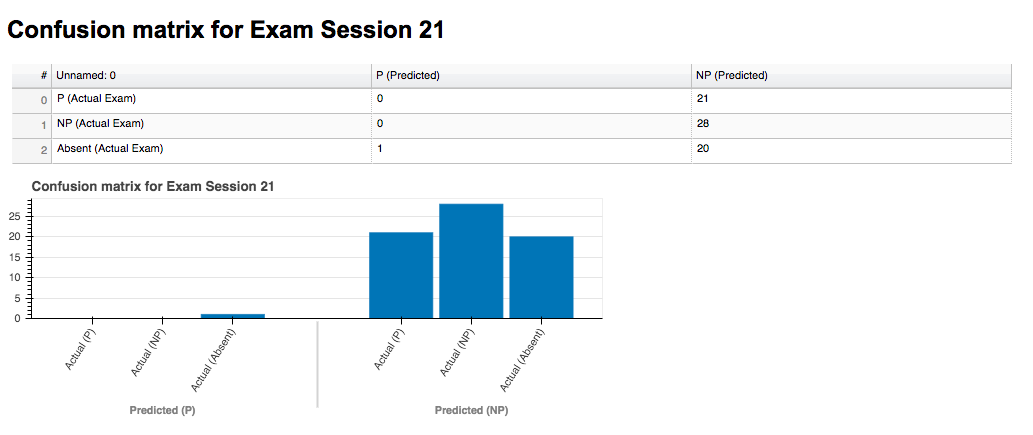 Confusion matrix for Exam Session 21
# Unnamed: 0 P (Predicted) NP (Predicted)
0 P (Actual Exam) 0 21
1 NP (Actual Exam) 0 28
2 Absent (Actual Exam) 1 20
Confusion matrix for Exam Session 21
25
20
15
10
5
0
Actual (P) Actual (NP) Actual (Absent) Actual (P) Actual (NP) Actual (Absent)
Predicted (P) Predicted (NP)